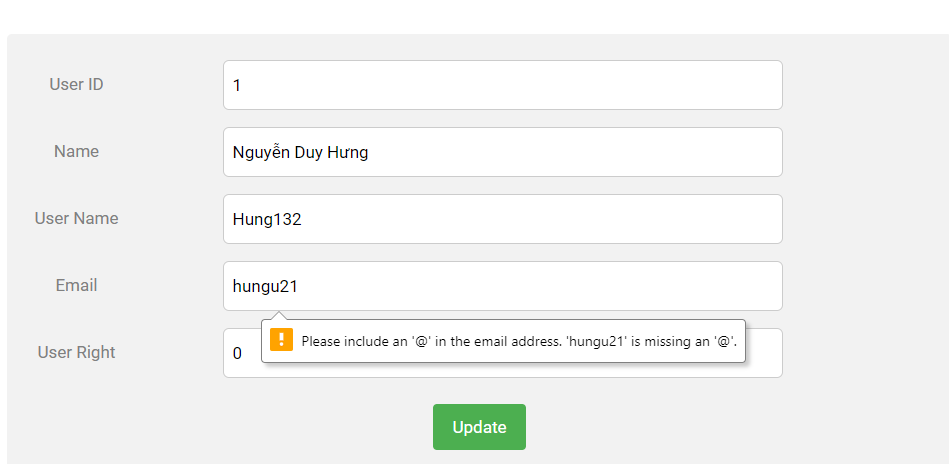 User ID
1
Name
Nguyễn Duy Hưng
User Name
Hung132
Email
hungu21
Please include an '@' in the email address. 'hungu21' is missing an '@'.
User Right
0
Update